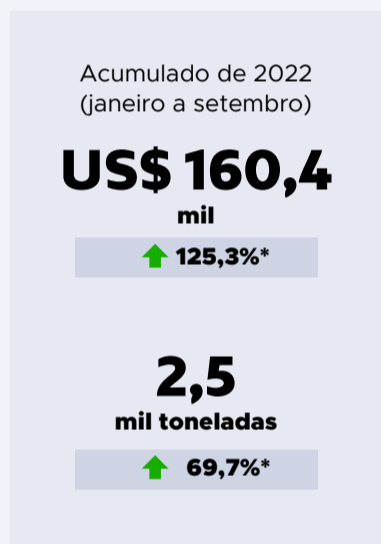 Acumulado de 2022
(janeiro a setembro)
US$ 160,4
mil
125,3%*
2,5
mil toneladas
69,7%*